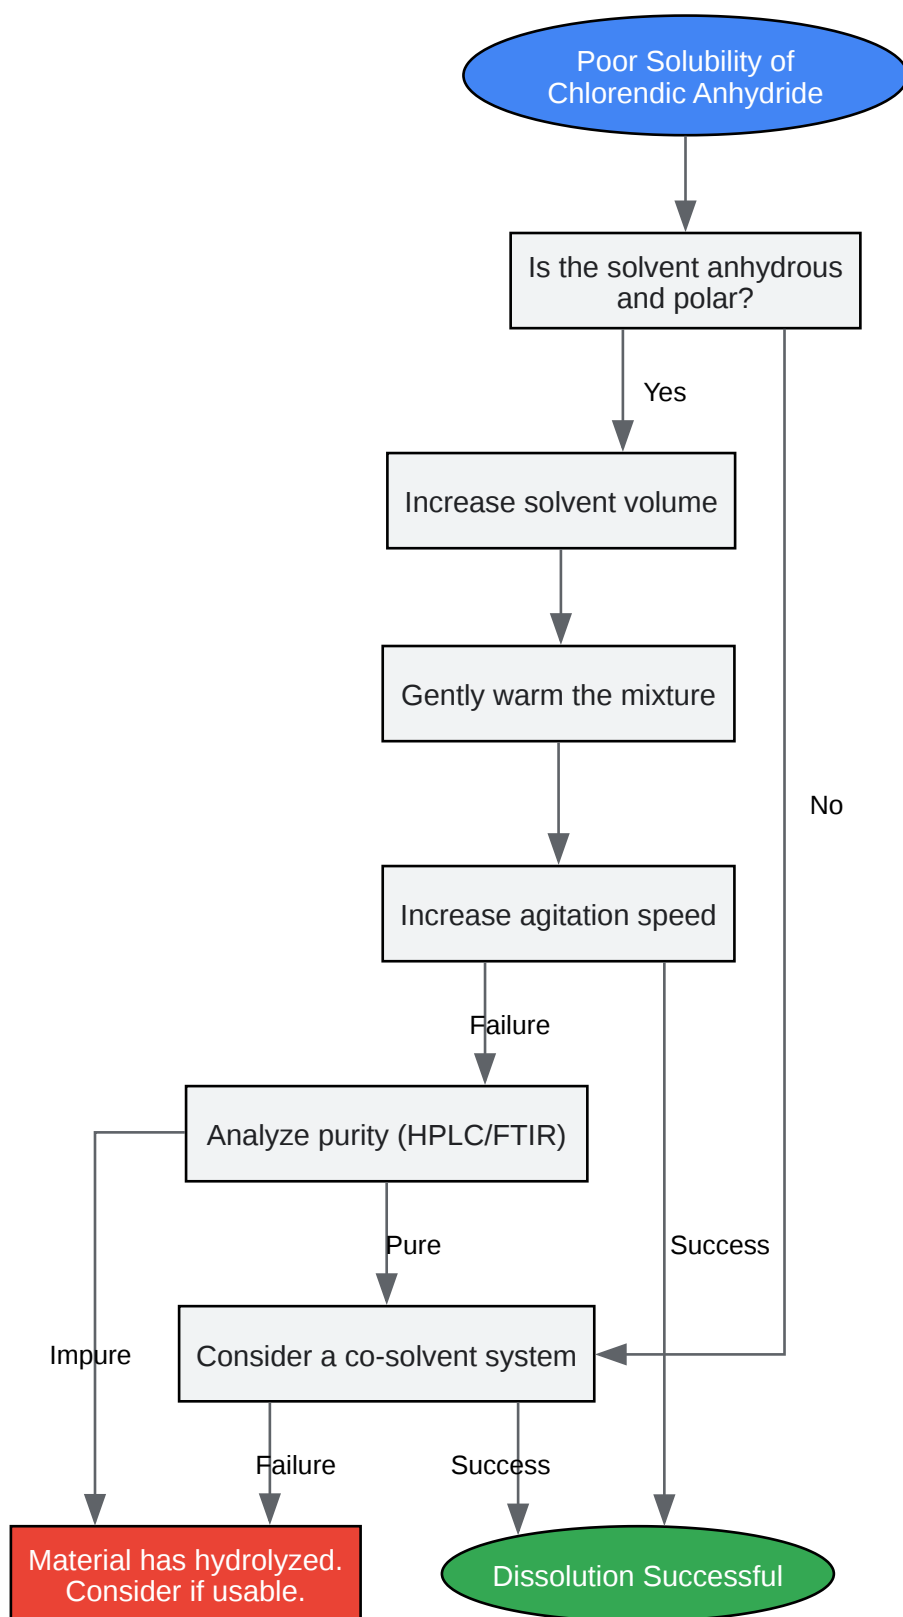 Poor Solubility of
Chlorendic Anhydride
Is the solvent anhydrous
and polar?
Yes
Increase solvent volume
Gently warm the mixture
No
Increase agitation speed
Failure
Analyze purity (HPLC/FTIR)
Pure
Success
Impure
Consider a co-solvent system
Failure
Success
Material has hydrolyzed.
Consider if usable.
Dissolution Successful